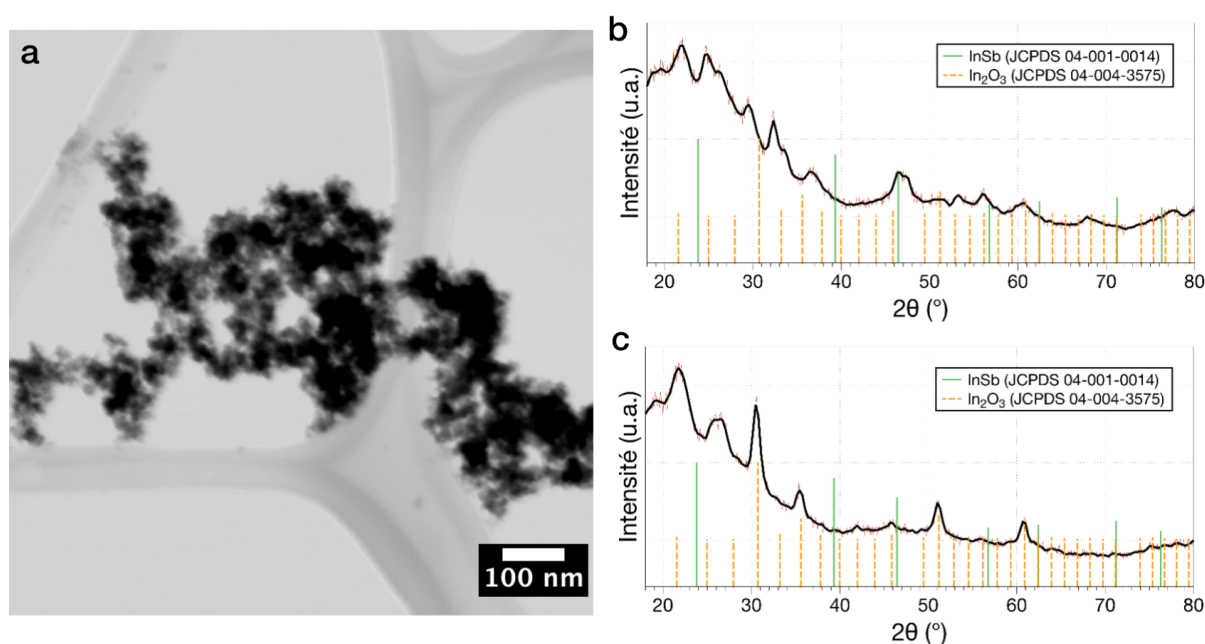 a
100 nm
b
Intensité (u.a.)
InSb (JCPDS 04-001-0014)
In₂O₃ (JCPDS 04-004-3575)
20 30 40 50 60 70 80
2θ (°)
c
Intensité (u.a.)
InSb (JCPDS 04-001-0014)
In₂O₃ (JCPDS 04-004-3575)
20 30 40 50 60 70 80
2θ (°)